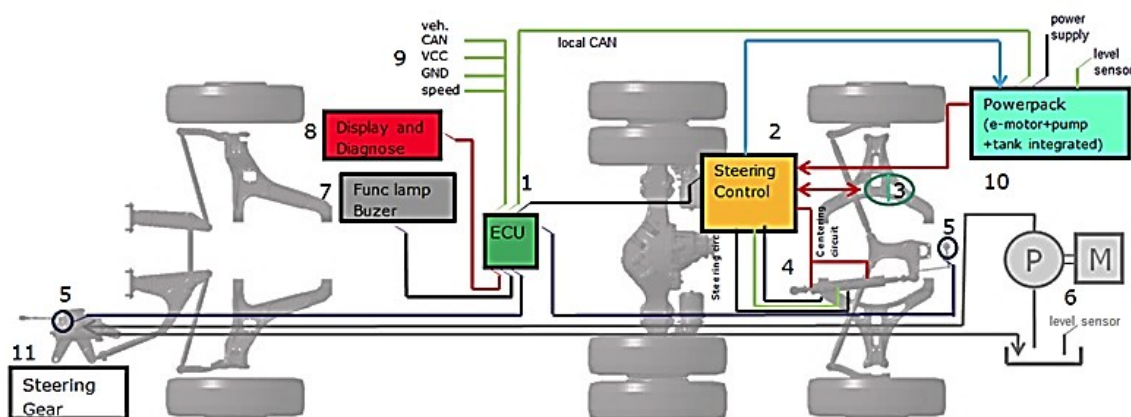 veh.
CAN
VCC
GND
speed
9
local CAN
power
supply
level
sensor
Powerpack
(e-motor+pump
+tank integrated)
10
8
Display and
Diagnose
7
Func lamp
Buzer
1
ECU
2
Steering
Control
3
Steering circ
Centering
circuit
4
5
P
M
6
level sensor
5
11
Steering
Gear